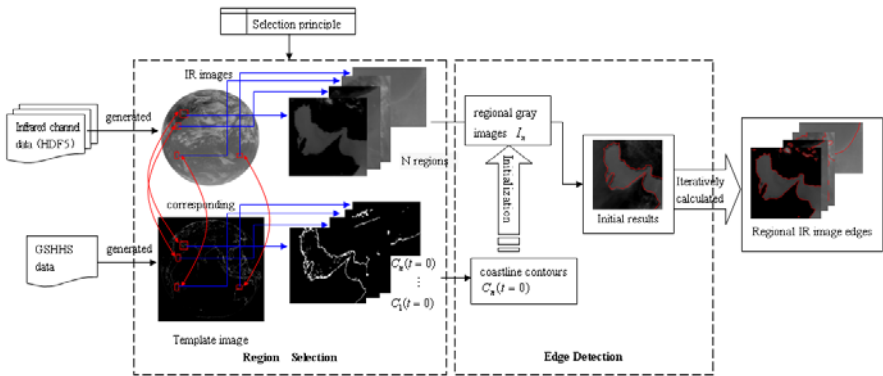 Selection principle
IR images
Infrared channel
data (HDF5)
generated
N regions
corresponding
GSHHS
data
generated
Template image
C_n(t=0)
⋮
C_1(t=0)
Region Selection
regional gray
images I_n
Initialization
coastline contours
C_n(t=0)
Initial results
Edge Detection
Iteratively
calculated
Regional IR image edges